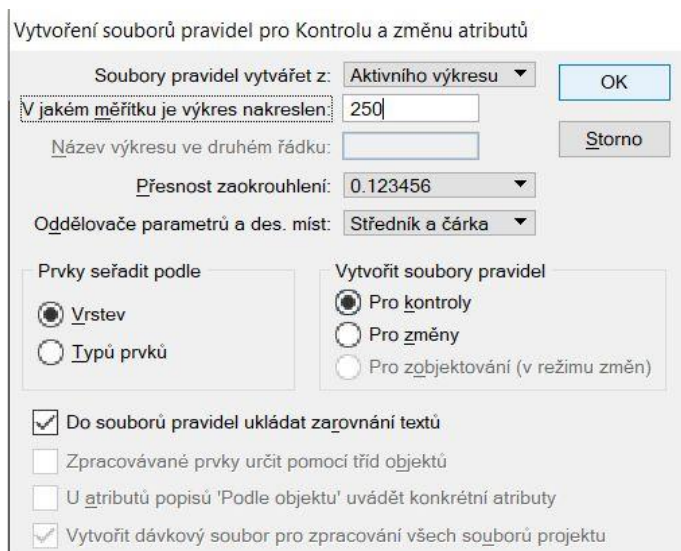 Vytvoření souborů pravidel pro Kontrolu a změnu atributů
Soubory pravidel vytvářet z: Aktivního výkresu
OK
V jakém měřítku je výkres nakreslen: 250
Název výkresu ve druhém řádku:
Storno
Přesnost zaokrouhlení: 0.123456
Oddělovače parametrů a des. míst: Středník a čárka
Prvky seřadit podle
Vrstev
Typů prvků
Vytvořit soubory pravidel
Pro kontroly
Pro změny
Pro zobjektování (v režimu změn)
Do souborů pravidel ukládat zarovnání textů
Zpracovávané prvky určit pomocí tříd objektů
U atributů popisů 'Podle objektu' uvádět konkrétní atributy
Vytvořit dávkový soubor pro zpracování všech souborů projektu